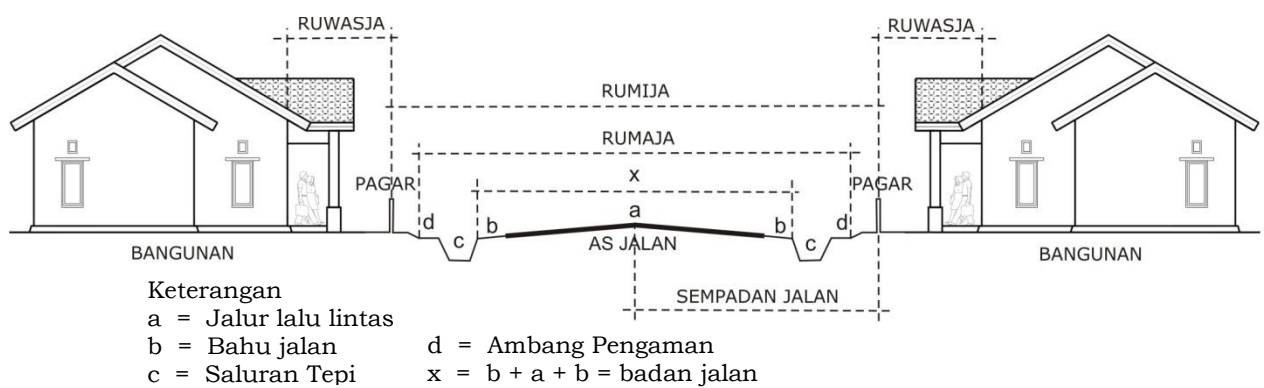 RUWASJA RUWASJA
RUMIJA
RUMAJA
x
PAGAR PAGAR
a
d b b d
c AS JALAN c
BANGUNAN BANGUNAN
SEMPADAN JALAN
Keterangan
a = Jalur lalu lintas
b = Bahu jalan d = Ambang Pengaman
c = Saluran Tepi x = b + a + b = badan jalan